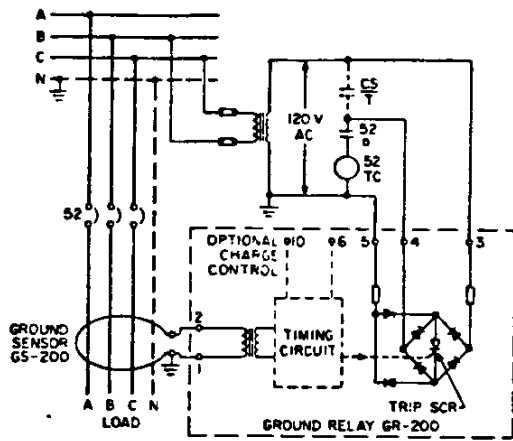 A
B
C
N
120 V
AC
CS
T
52
a
52
TC
52
OPTIONAL
CHARGE
CONTROL
10
6
5
4
3
GROUND
SENSOR
GS-200
2
1
TIMING
CIRCUIT
A B C N
LOAD
TRIP SCR
GROUND RELAY GR-200